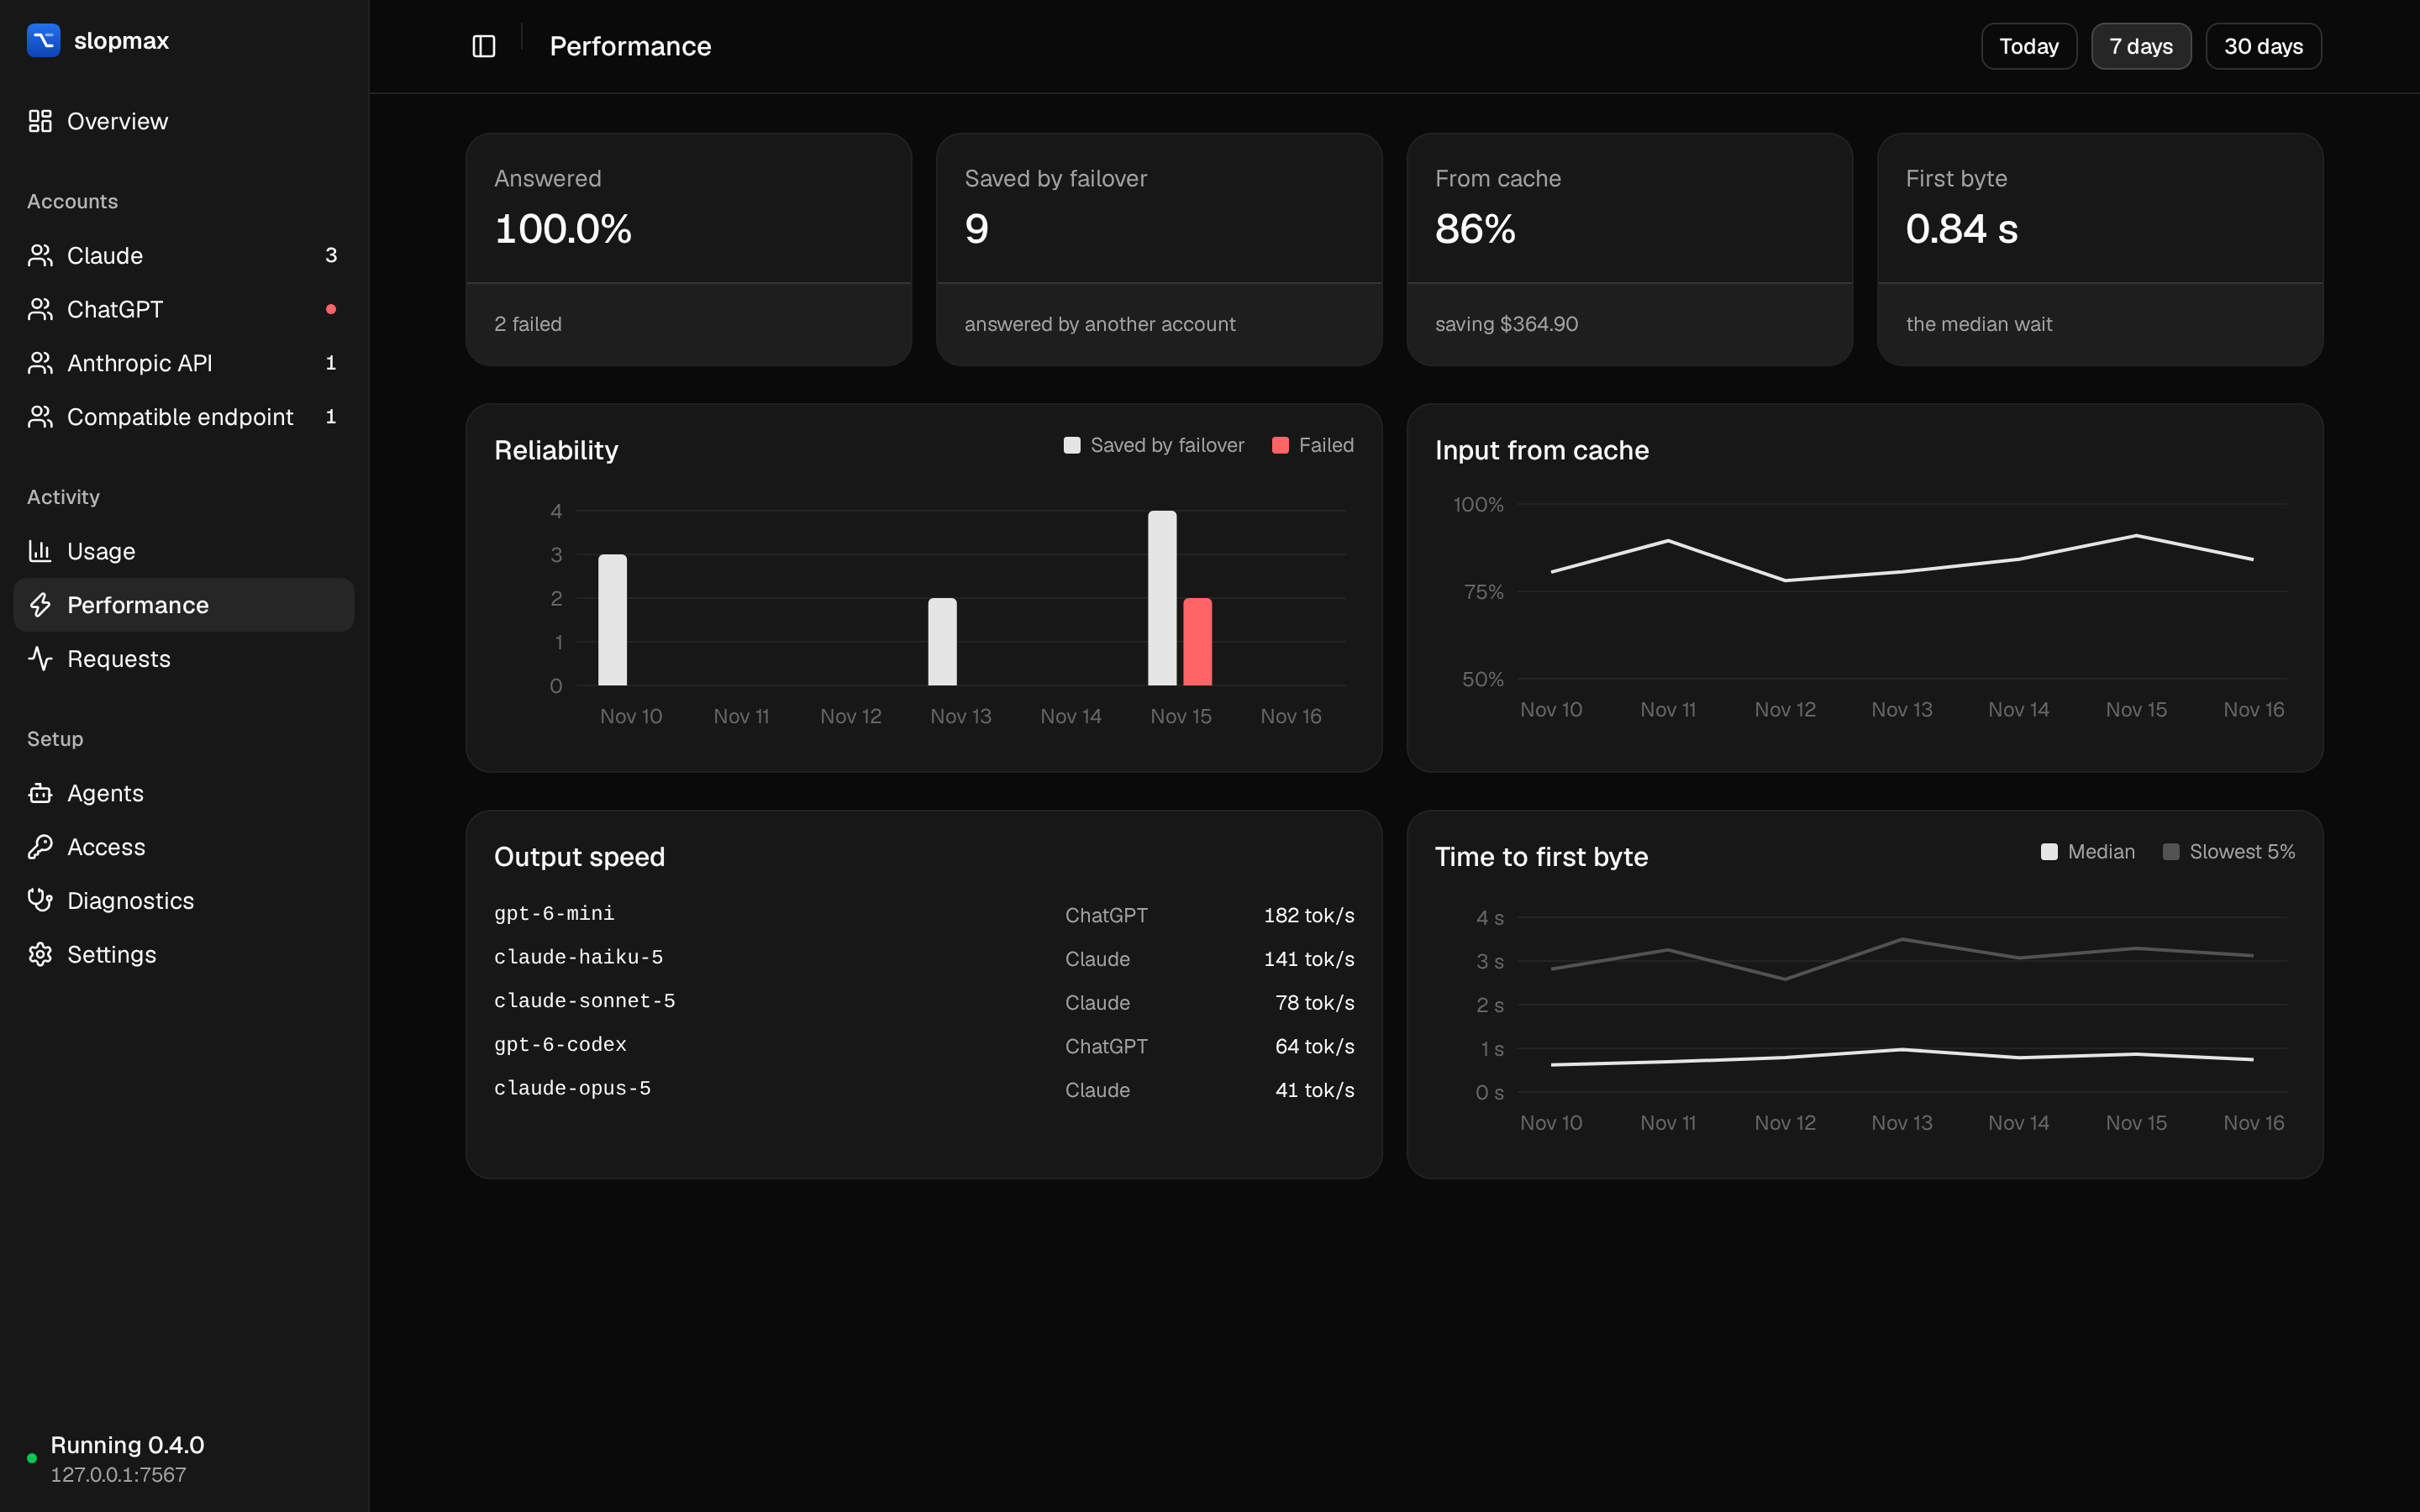 slopmax
Overview
Accounts
Claude 3
ChatGPT
Anthropic API 1
Compatible endpoint 1
Activity
Usage
Performance
Requests
Setup
Agents
Access
Diagnostics
Settings
Running 0.4.0
127.0.0.1:7567
Performance
Today 7 days 30 days
Answered
100.0%
2 failed
Saved by failover
9
answered by another account
From cache
86%
saving $364.90
First byte
0.84 s
the median wait
Reliability
Saved by failover Failed
4
3
2
1
0
Nov 10 Nov 11 Nov 12 Nov 13 Nov 14 Nov 15 Nov 16
Input from cache
100%
75%
50%
Nov 10 Nov 11 Nov 12 Nov 13 Nov 14 Nov 15 Nov 16
Output speed
gpt-6-mini ChatGPT 182 tok/s
claude-haiku-5 Claude 141 tok/s
claude-sonnet-5 Claude 78 tok/s
gpt-6-codex ChatGPT 64 tok/s
claude-opus-5 Claude 41 tok/s
Time to first byte
Median Slowest 5%
4 s
3 s
2 s
1 s
0 s
Nov 10 Nov 11 Nov 12 Nov 13 Nov 14 Nov 15 Nov 16